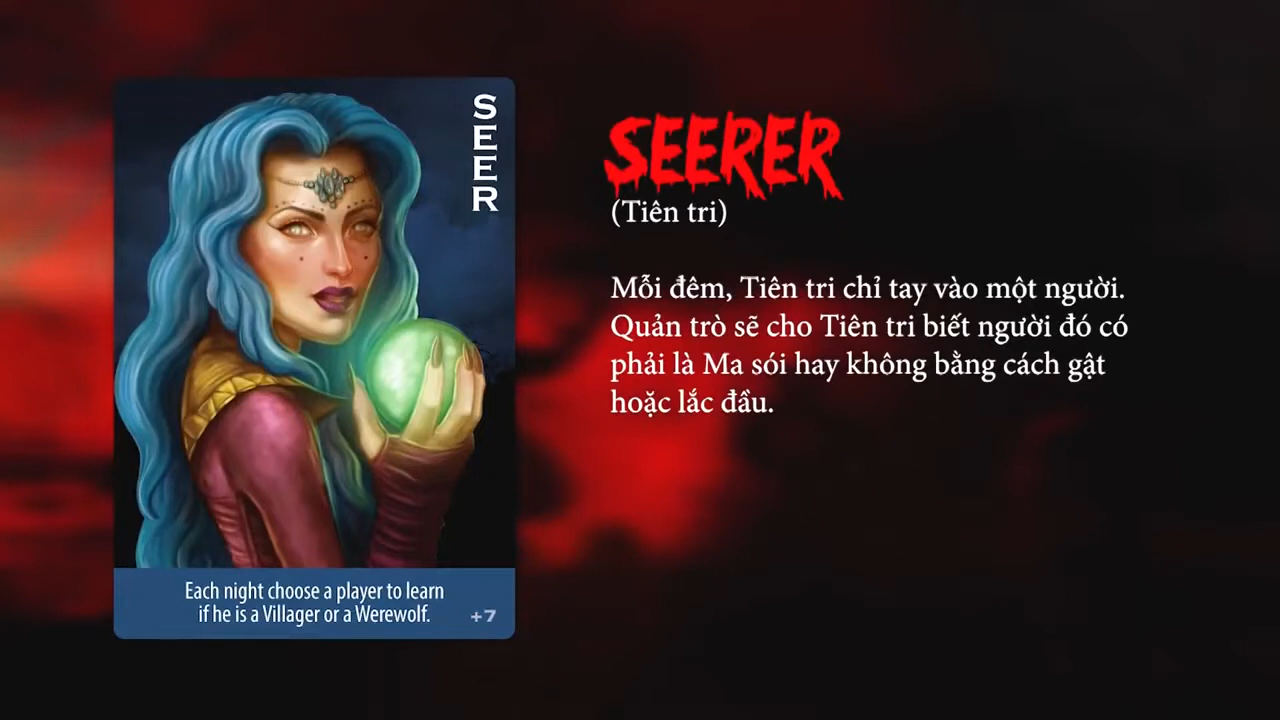 SEER
Each night choose a player to learn
if he is a Villager or a Werewolf.
+7
SEERER
(Tiên tri)
Mỗi đêm, Tiên tri chỉ tay vào một người.
Quản trò sẽ cho Tiên tri biết người đó có
phải là Ma sói hay không bằng cách gật
hoặc lắc đầu.